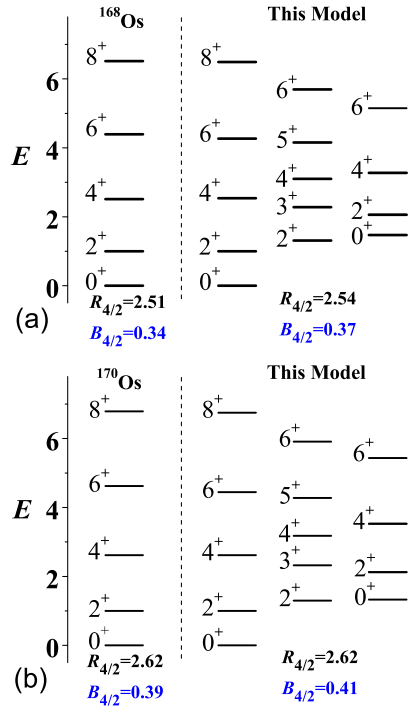 ¹⁶⁸Os This Model
8⁺ 8⁺
6 6⁺
6⁺
6⁺ 6⁺ 5⁺
E 4
4⁺ 4⁺
4⁺ 4⁺ 3⁺
2 2⁺
2⁺ 2⁺ 2⁺ 0⁺
0 0⁺ 0⁺
R₄/₂=2.51 R₄/₂=2.54
(a)
B₄/₂=0.34 B₄/₂=0.37
¹⁷⁰Os This Model
8⁺ 8⁺
6 6⁺ 6⁺
6⁺ 6⁺ 5⁺
E 4
4⁺ 4⁺
4⁺ 4⁺ 3⁺
2 2⁺
2⁺ 2⁺ 2⁺ 0⁺
0 0⁺ 0⁺
R₄/₂=2.62 R₄/₂=2.62
(b)
B₄/₂=0.39 B₄/₂=0.41